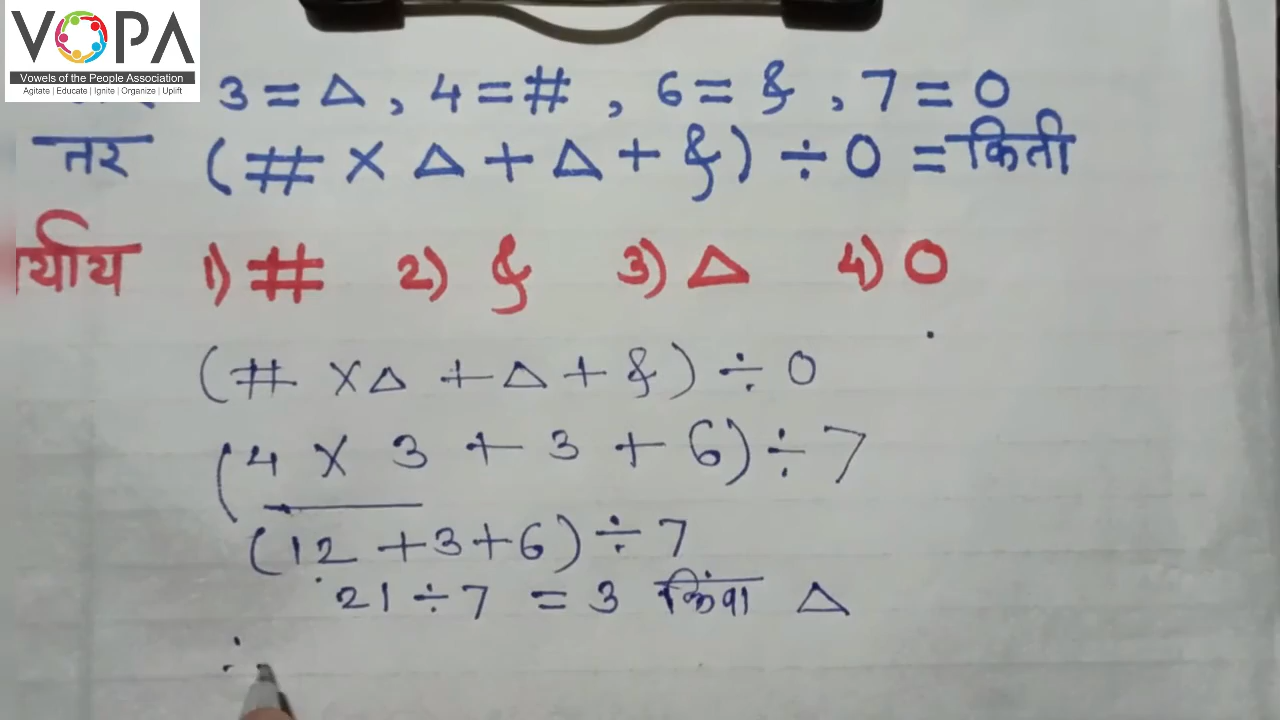 VOPA
Vowels of the People Association
Agitate | Educate | Ignite | Organize | Uplift
3 = △, 4 = #, 6 = &, 7 = 0
तर (# × △ + △ + &) ÷ 0 = किती
1) # 2) & 3) △ 4) 0
(# × △ + △ + &) ÷ 0
(4 × 3 + 3 + 6) ÷ 7
(12 + 3 + 6) ÷ 7
21 ÷ 7 = 3 किंवा △